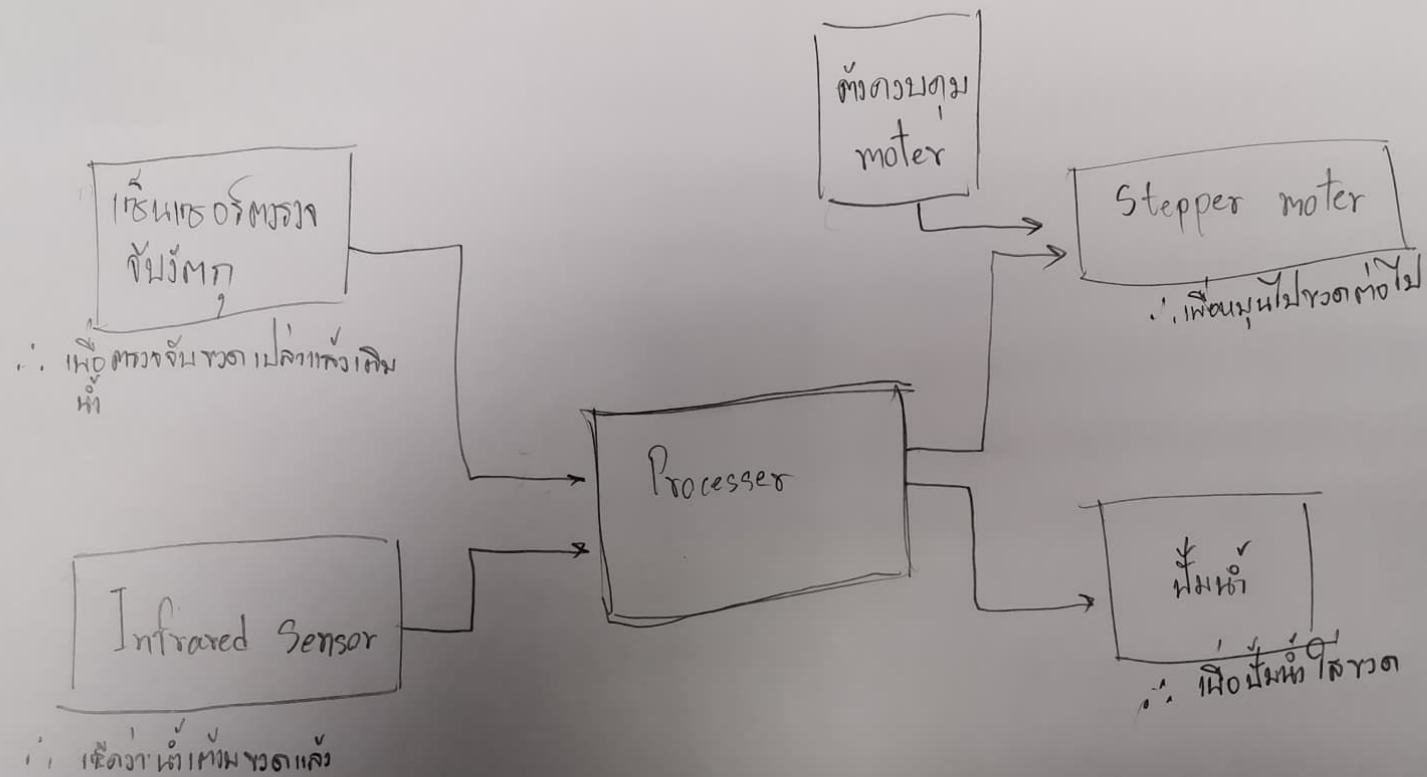 ตัวควบคุม
moter
เซ็นเซอร์ตรวจ
จับวัตถุ
∴ เพื่อตรวจจับขวดเปล่าแล้วเติม
น้ำ
Stepper moter
∴ เพื่อหมุนไปขวดต่อไป
Processer
Infrared Sensor
∴ เช็คว่าน้ำเต็มขวดแล้ว
ปั๊มน้ำ
∴ เพื่อปั๊มน้ำใส่ขวด